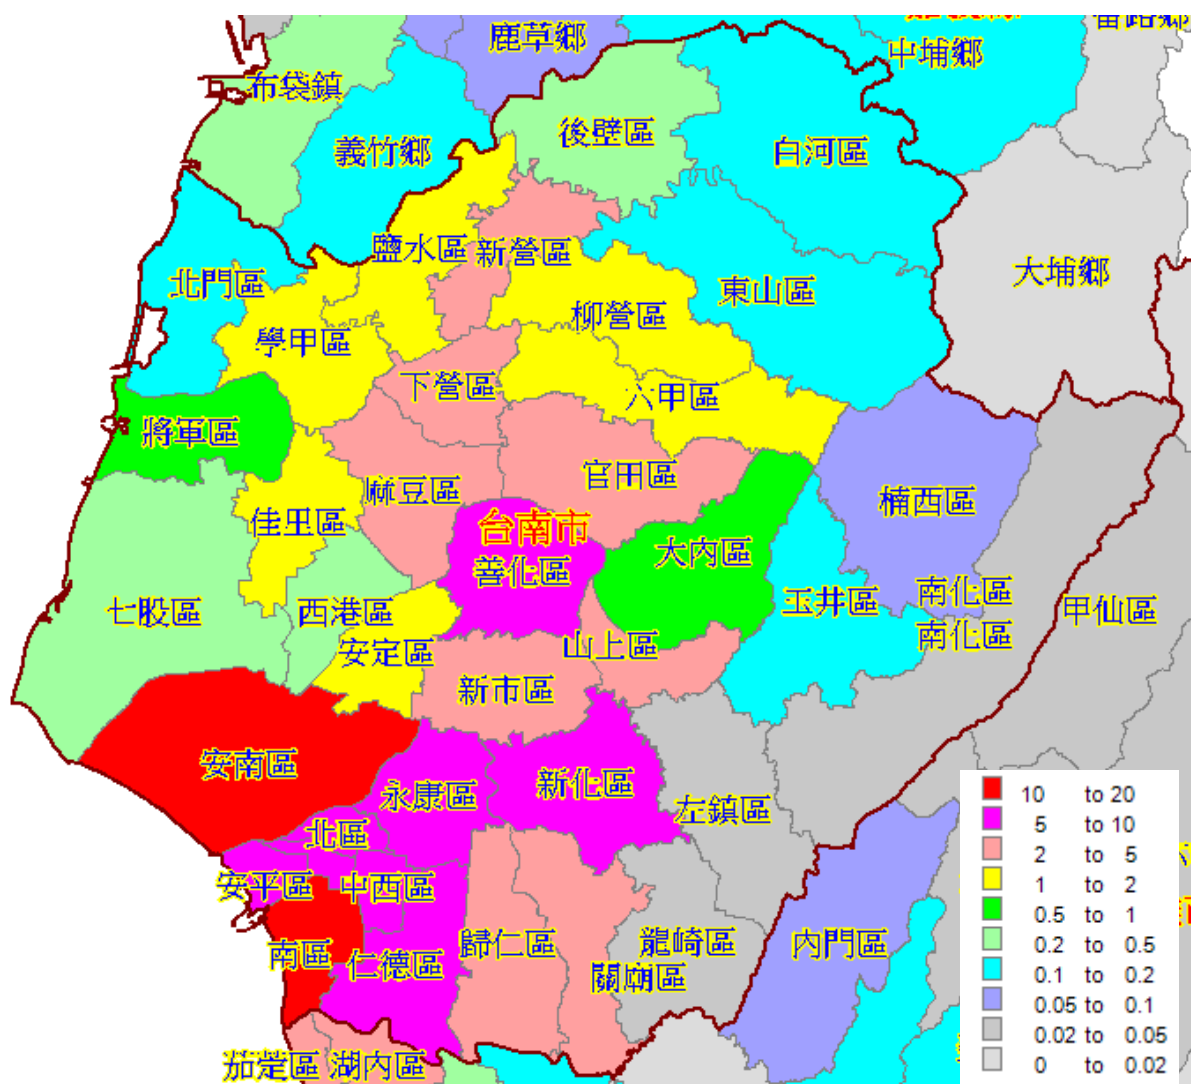 鹿草鄉
中埔鄉
番路鄉
布袋鎮
義竹鄉
後壁區
白河區
鹽水區
新營區
大埔鄉
北門區
東山區
學甲區
柳營區
下營區
六甲區
將軍區
麻豆區
官田區
楠西區
佳里區
台南市
善化區
大內區
七股區
西港區
玉井區
南化區
甲仙區
安定區
山上區
南化區
新市區
安南區
永康區
新化區
左鎮區
北區
安平區
中西區
南區
仁德區
歸仁區
龍崎區
關廟區
內門區
茄萣區
湖內區
10 to 20
5 to 10
2 to 5
1 to 2
0.5 to 1
0.2 to 0.5
0.1 to 0.2
0.05 to 0.1
0.02 to 0.05
0 to 0.02